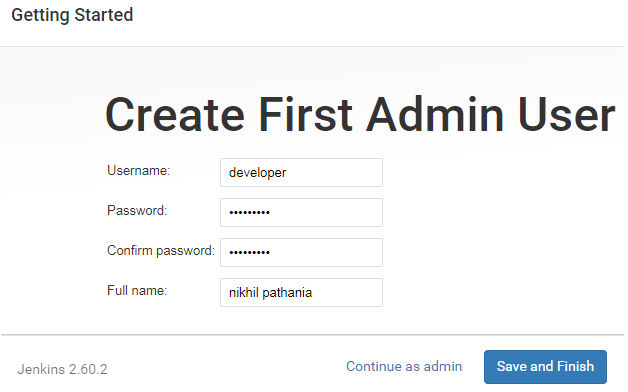 Getting Started
Create First Admin User
Username: developer
Password: •••••••••
Confirm password: •••••••••
Full name: nikhil pathania
Jenkins 2.60.2 Continue as admin Save and Finish